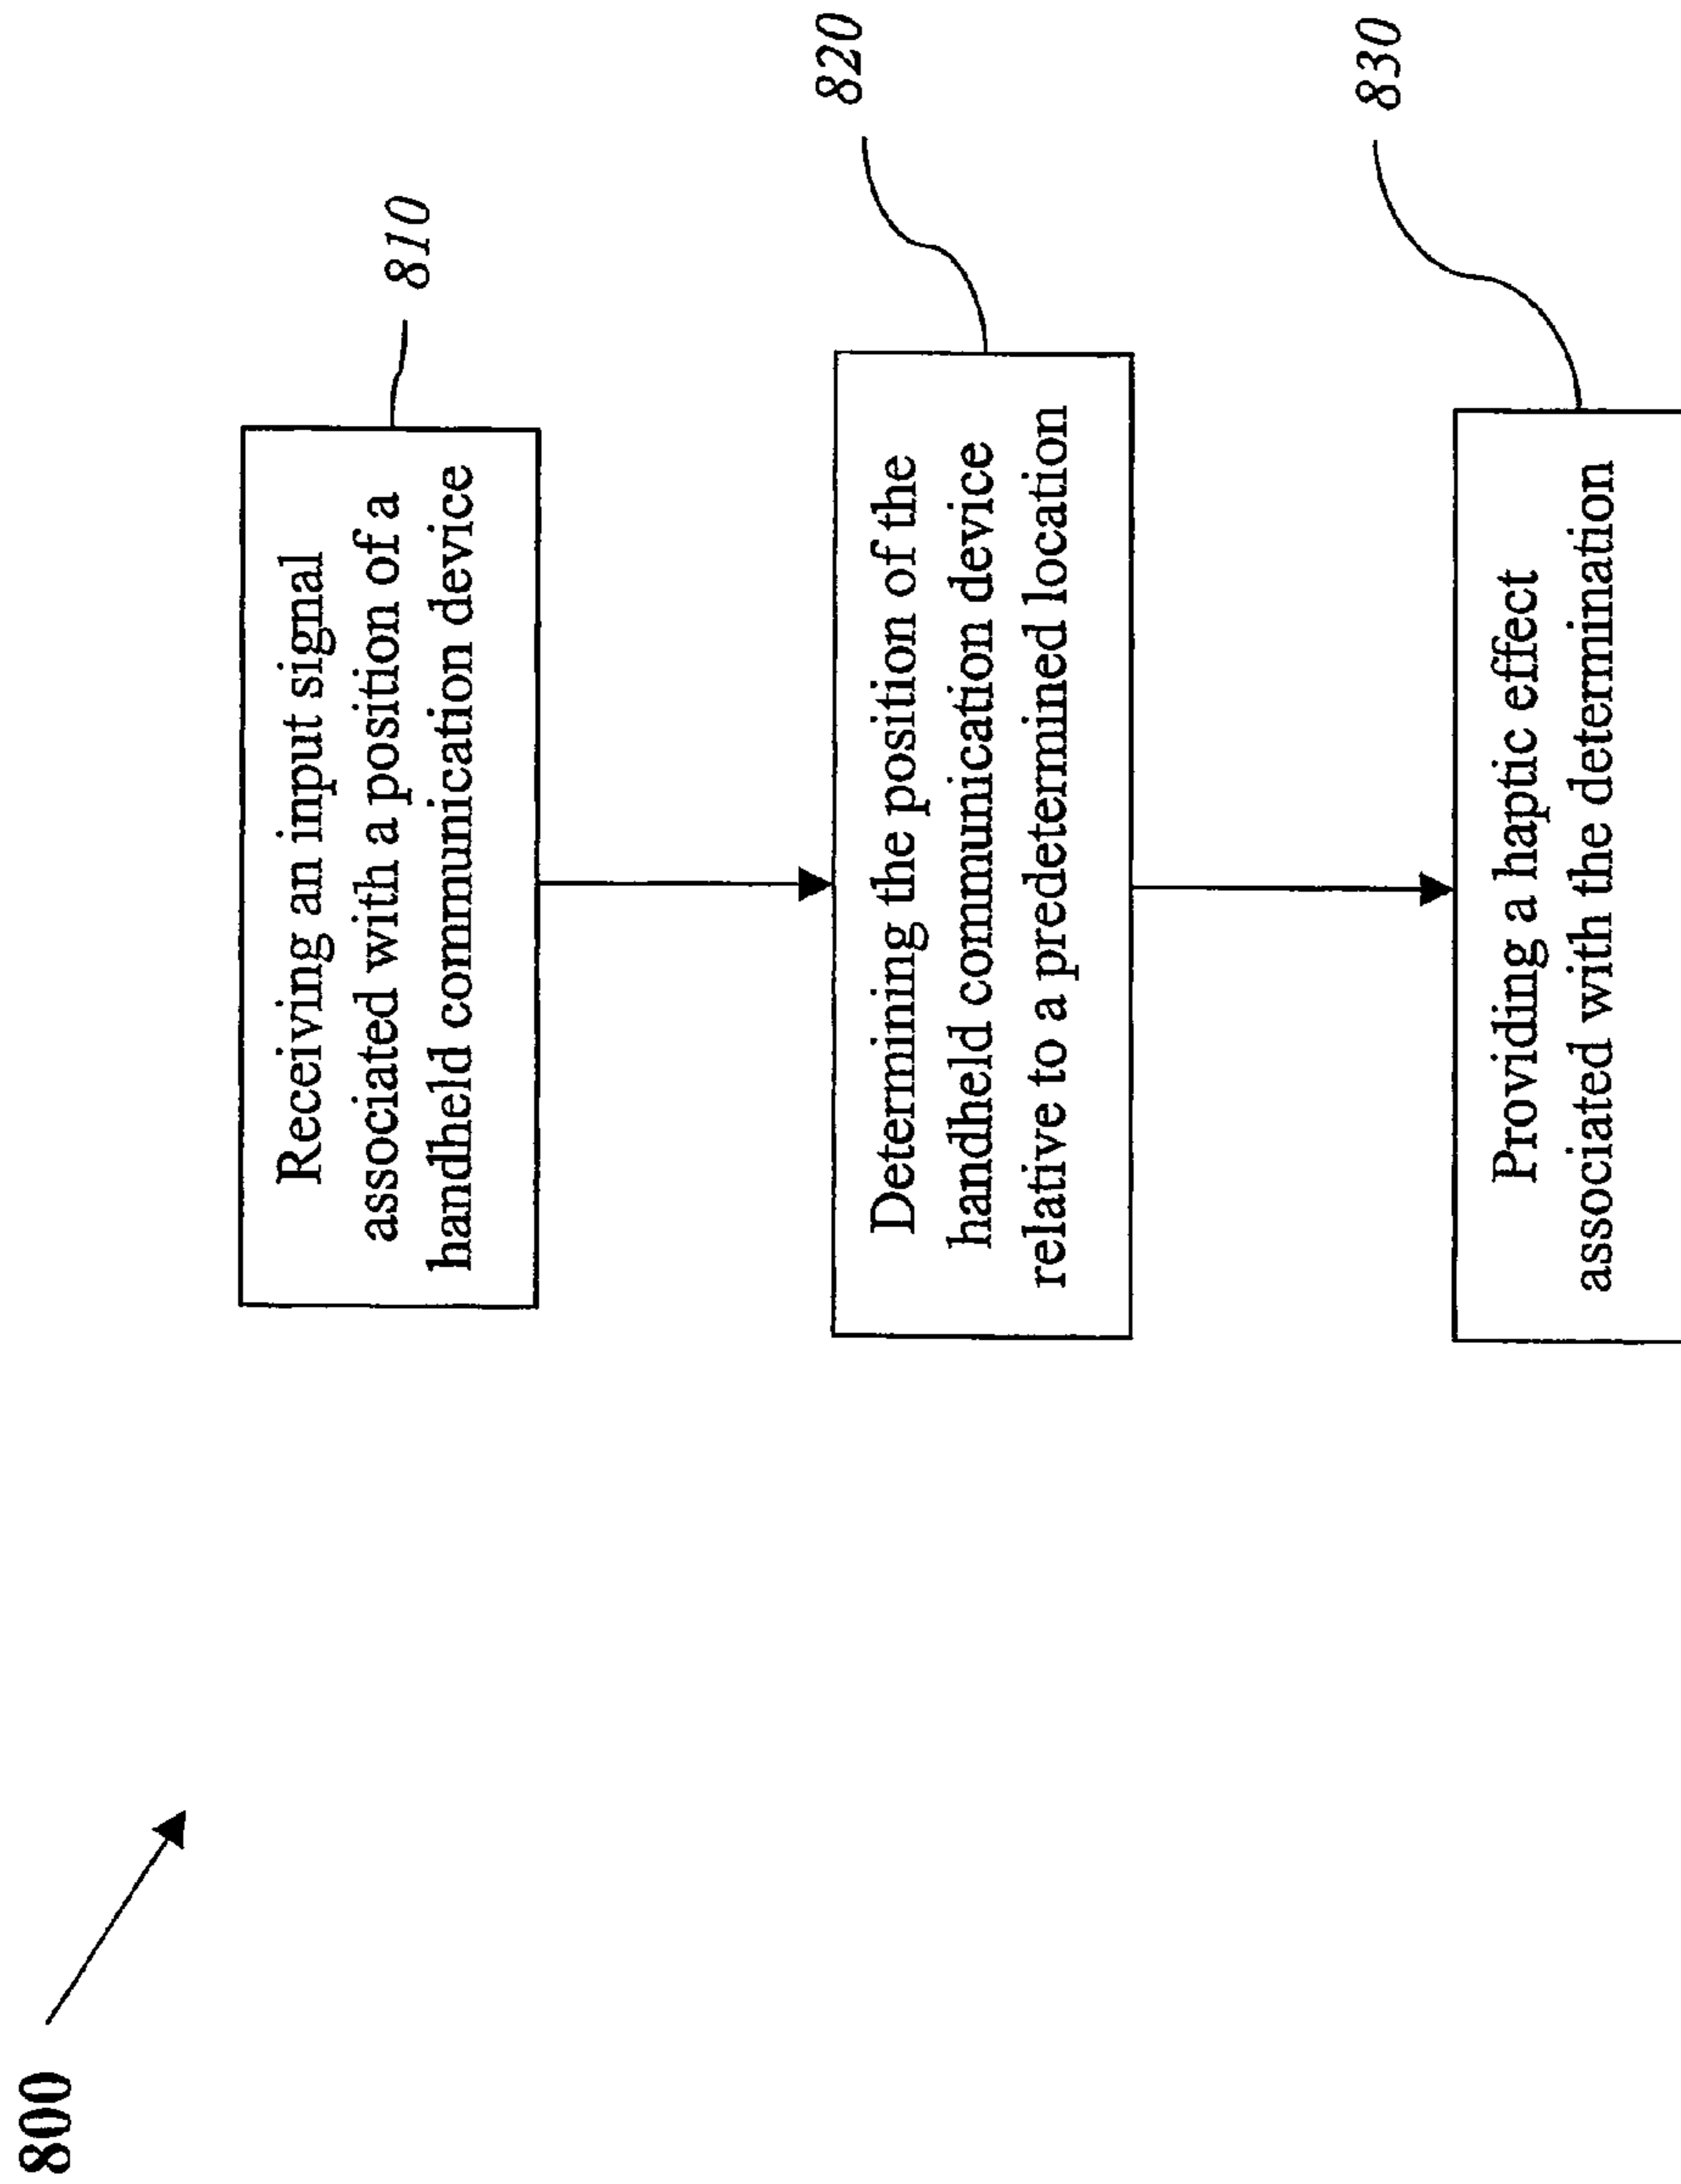 800
Receiving an input signal
associated with a position of a
handheld communication device
810
Determining the position of the
handheld communication device
relative to a predetermined location
820
Providing a haptic effect
associated with the determination
830